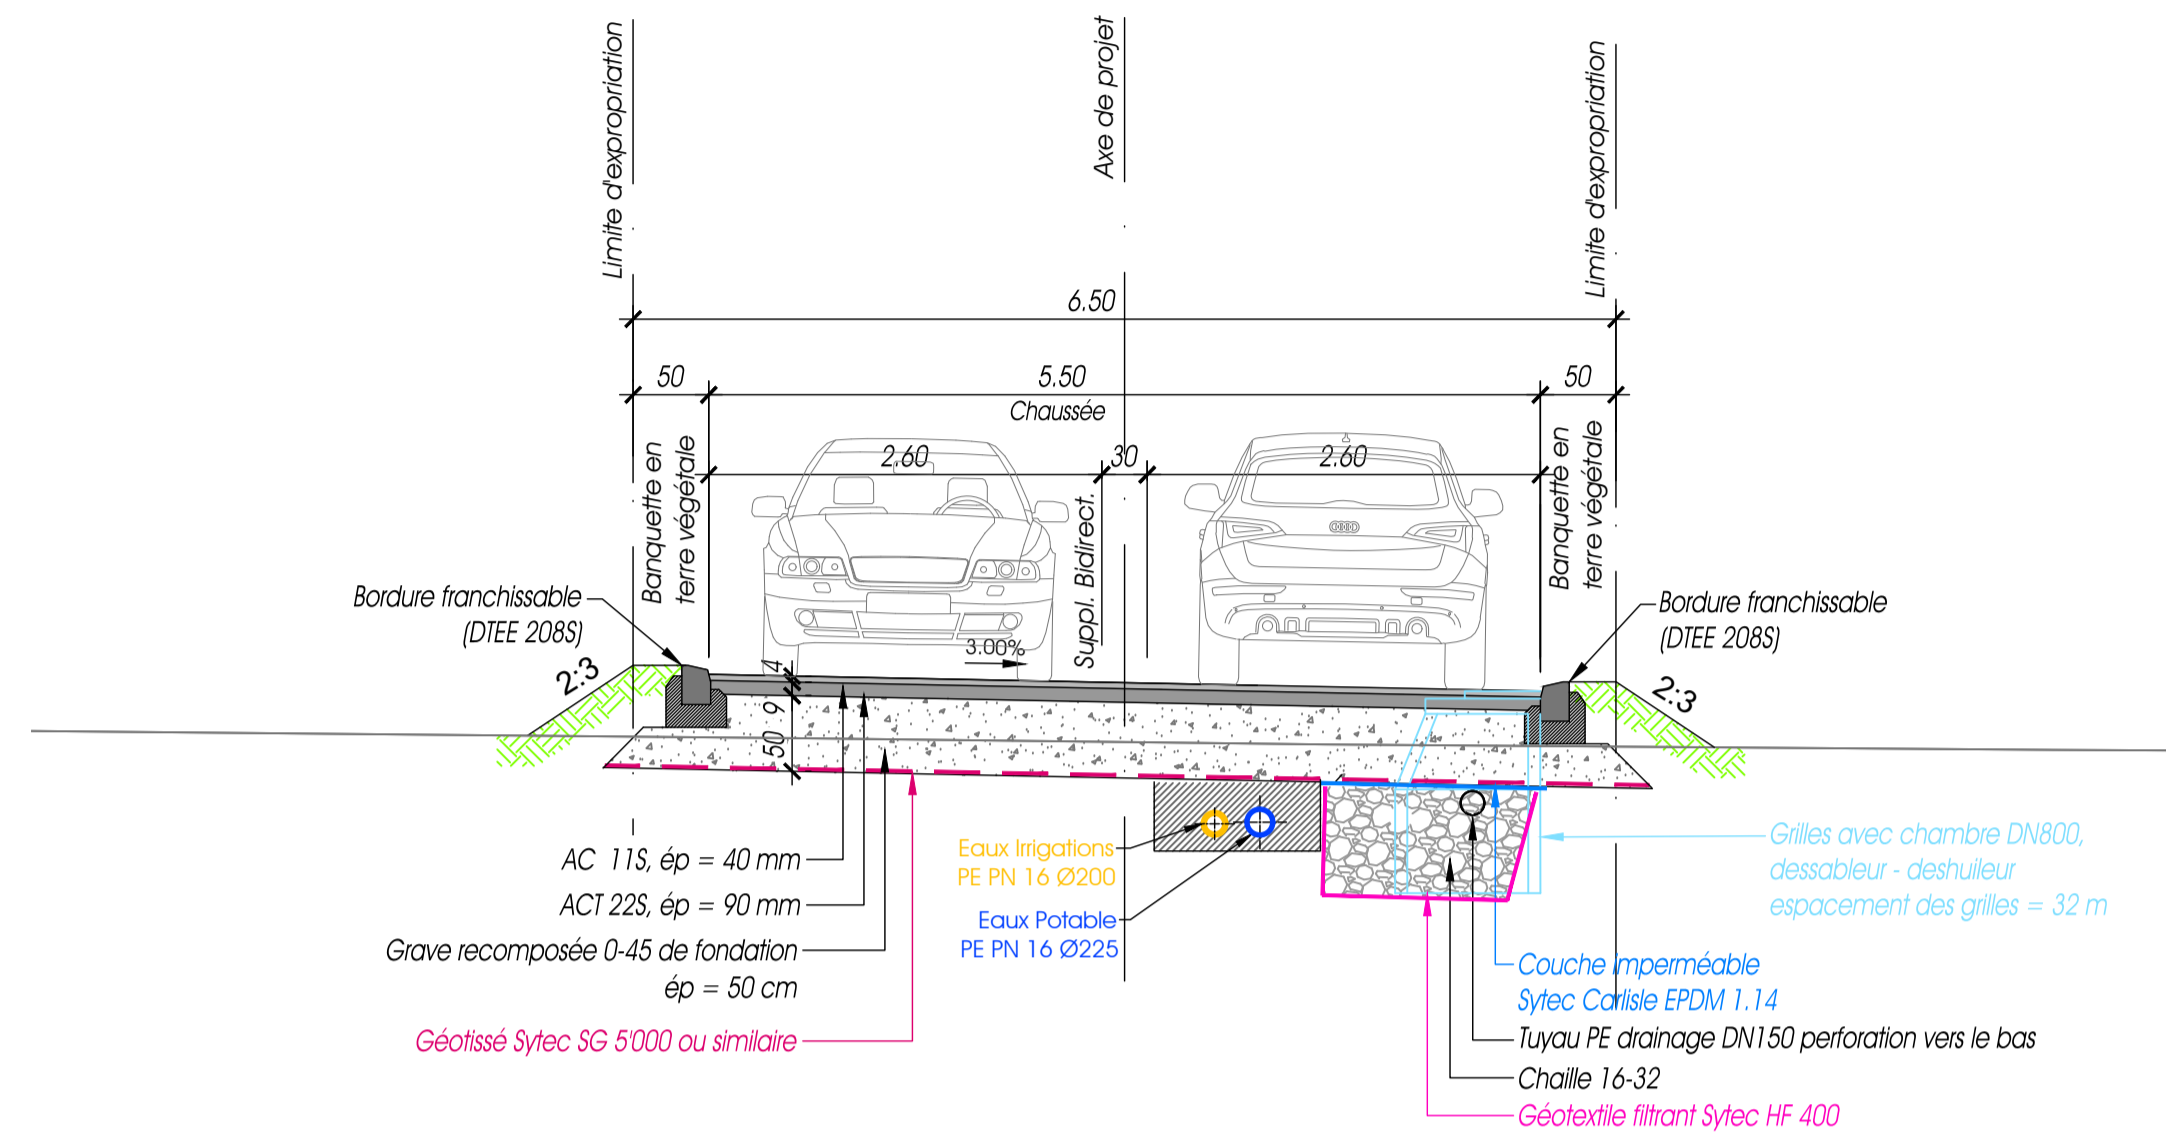 Limite d'expropriation
Axe de projet
Limite d'expropriation
6.50
50
5.50
50
Chaussée
2.60
30
2.60
Banquette en
terre végétale
Suppl. Bidirect.
Banquette en
terre végétale
Bordure franchissable
(DTEE 208S)
Bordure franchissable
(DTEE 208S)
3.00%
2:3
2:3
4
9
50
AC 11S, ép = 40 mm
ACT 22S, ép = 90 mm
Grave recomposée 0-45 de fondation
ép = 50 cm
Géotissé Sytec SG 5'000 ou similaire
Eaux Irrigations
PE PN 16 Ø200
Eaux Potable
PE PN 16 Ø225
Grilles avec chambre DN800,
dessableur - deshuileur
espacement des grilles = 32 m
Couche imperméable
Sytec Carlisle EPDM 1.14
Tuyau PE drainage DN150 perforation vers le bas
Chaille 16-32
Géotextile filtrant Sytec HF 400